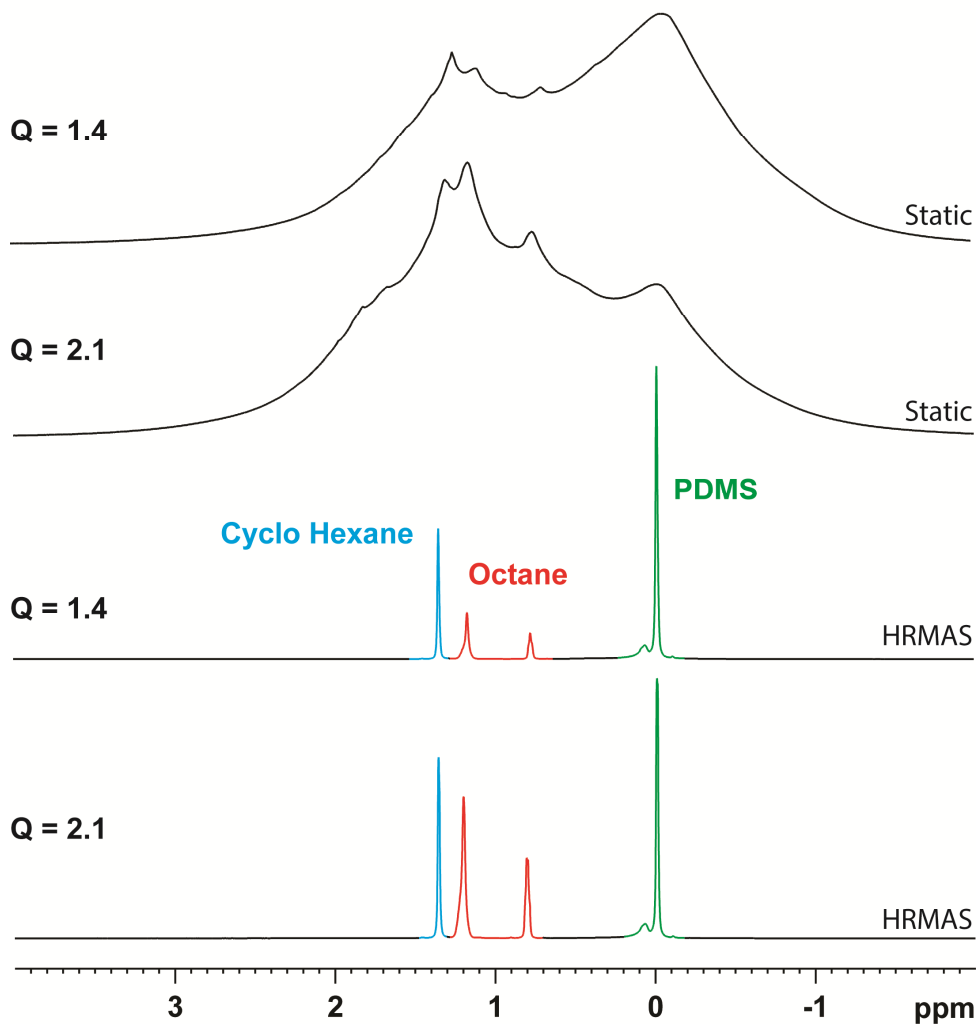 Q = 1.4
Static
Q = 2.1
Static
PDMS
Cyclo Hexane
Octane
Q = 1.4
HRMAS
Q = 2.1
HRMAS
3 2 1 0 -1 ppm